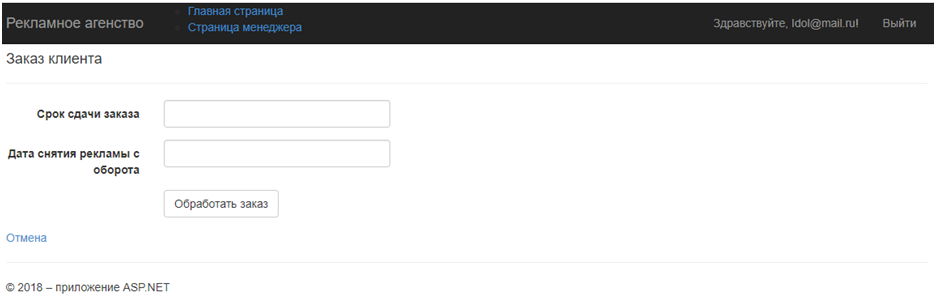 Рекламное агенство
Главная страница
Страница менеджера
Здравствуйте, Idol@mail.ru!
Выйти
Заказ клиента
Срок сдачи заказа
Дата снятия рекламы с
оборота
Обработать заказ
Отмена
© 2018 – приложение ASP.NET